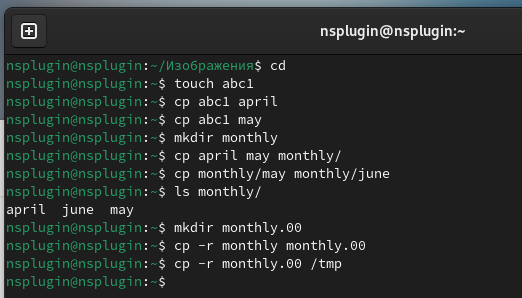 nsplugin@nsplugin:~
nsplugin@nsplugin:~/Изображения$ cd
nsplugin@nsplugin:~$ touch abc1
nsplugin@nsplugin:~$ cp abc1 april
nsplugin@nsplugin:~$ cp abc1 may
nsplugin@nsplugin:~$ mkdir monthly
nsplugin@nsplugin:~$ cp april may monthly/
nsplugin@nsplugin:~$ cp monthly/may monthly/june
nsplugin@nsplugin:~$ ls monthly/
april  june  may
nsplugin@nsplugin:~$ mkdir monthly.00
nsplugin@nsplugin:~$ cp -r monthly monthly.00
nsplugin@nsplugin:~$ cp -r monthly.00 /tmp
nsplugin@nsplugin:~$